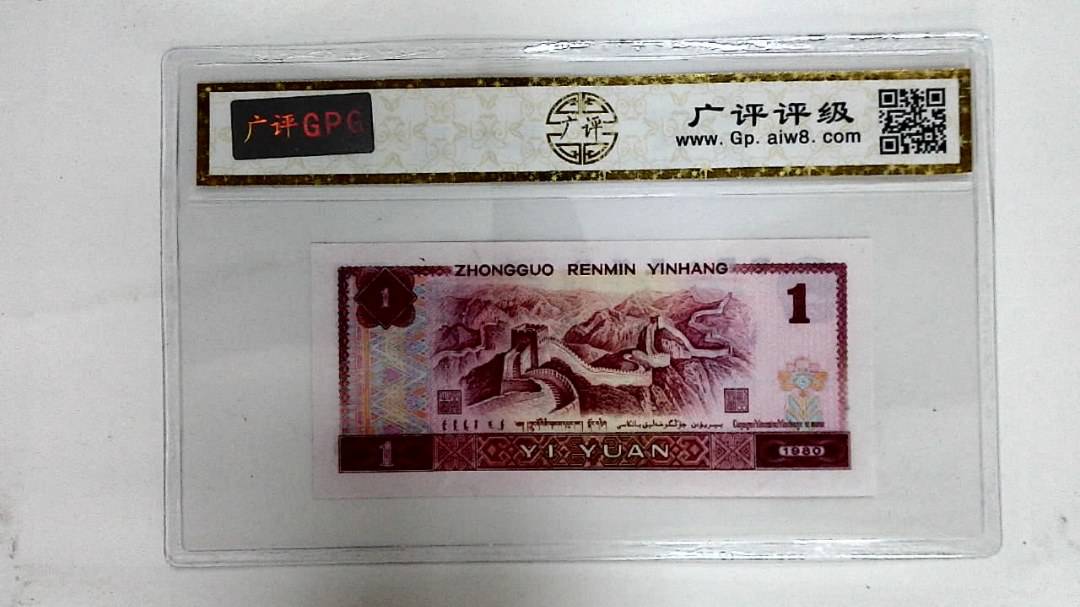 广评GPG
广评
广评评级
www.Gp.aiw8.com
ZHONGGUO RENMIN YINHANG
1
1
1
YI YUAN
1980